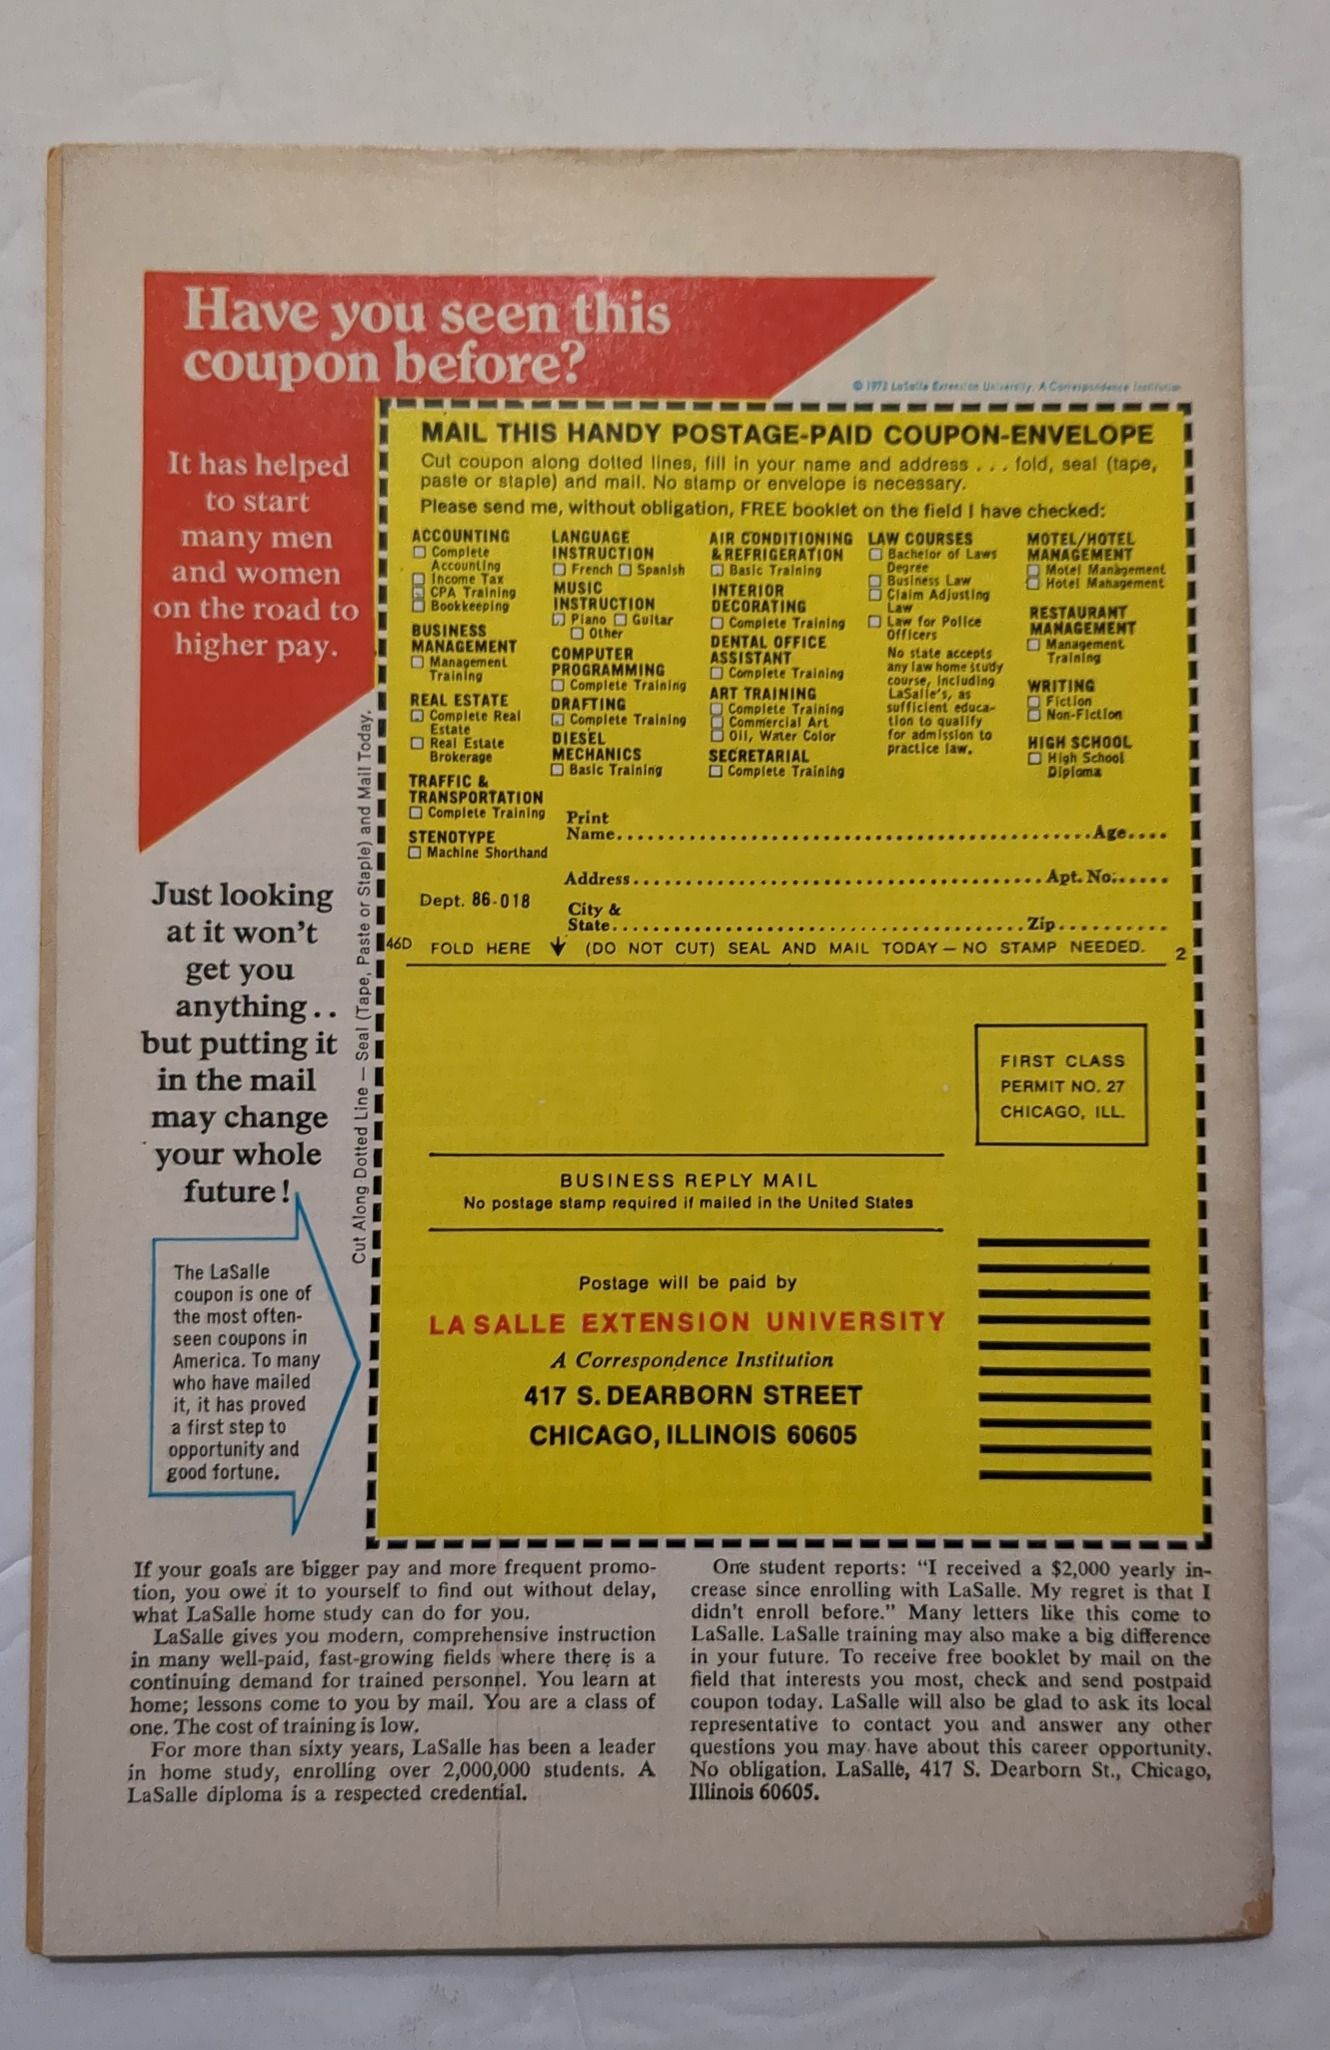 Have you seen this
coupon before?
© 1973 LaSalle Extension University, A Correspondence Institution
It has helped
to start
many men
and women
on the road to
higher pay.
Just looking
at it won't
get you
anything..
but putting it
in the mail
may change
your whole
future!
The LaSalle
coupon is one of
the most often-
seen coupons in
America. To many
who have mailed
it, it has proved
a first step to
opportunity and
good fortune.
Cut Along Dotted Line — Seal (Tape, Paste or Staple) and Mail Today.
MAIL THIS HANDY POSTAGE-PAID COUPON-ENVELOPE
Cut coupon along dotted lines, fill in your name and address . . . fold, seal (tape,
paste or staple) and mail. No stamp or envelope is necessary.
Please send me, without obligation, FREE booklet on the field I have checked:
ACCOUNTING
Complete
Accounting
Income Tax
CPA Training
Bookkeeping
BUSINESS
MANAGEMENT
Management
Training
REAL ESTATE
Complete Real
Estate
Real Estate
Brokerage
TRAFFIC &
TRANSPORTATION
Complete Training
STENOTYPE
Machine Shorthand
LANGUAGE
INSTRUCTION
French Spanish
MUSIC
INSTRUCTION
Piano Guitar
Other
COMPUTER
PROGRAMMING
Complete Training
DRAFTING
Complete Training
DIESEL
MECHANICS
Basic Training
AIR CONDITIONING
& REFRIGERATION
Basic Training
INTERIOR
DECORATING
Complete Training
DENTAL OFFICE
ASSISTANT
Complete Training
ART TRAINING
Complete Training
Commercial Art
Oil, Water Color
SECRETARIAL
Complete Training
LAW COURSES
Bachelor of Laws
Degree
Business Law
Claim Adjusting
Law
Law for Police
Officers
No state accepts
any law home study
course, including
LaSalle's, as
sufficient educa-
tion to qualify
for admission to
practice law.
MOTEL/HOTEL
MANAGEMENT
Motel Management
Hotel Management
RESTAURANT
MANAGEMENT
Management
Training
WRITING
Fiction
Non-Fiction
HIGH SCHOOL
High School
Diploma
Print
Name........................................Age....
Address...................................Apt. No......
Dept. 86-018
City &
State....................................Zip..........
46D FOLD HERE ↓ (DO NOT CUT) SEAL AND MAIL TODAY — NO STAMP NEEDED. 2
FIRST CLASS
PERMIT NO. 27
CHICAGO, ILL.
BUSINESS REPLY MAIL
No postage stamp required if mailed in the United States
Postage will be paid by
LA SALLE EXTENSION UNIVERSITY
A Correspondence Institution
417 S. DEARBORN STREET
CHICAGO, ILLINOIS 60605
If your goals are bigger pay and more frequent promo-
tion, you owe it to yourself to find out without delay,
what LaSalle home study can do for you.
LaSalle gives you modern, comprehensive instruction
in many well-paid, fast-growing fields where there is a
continuing demand for trained personnel. You learn at
home; lessons come to you by mail. You are a class of
one. The cost of training is low.
For more than sixty years, LaSalle has been a leader
in home study, enrolling over 2,000,000 students. A
LaSalle diploma is a respected credential.
One student reports: "I received a $2,000 yearly in-
crease since enrolling with LaSalle. My regret is that I
didn't enroll before." Many letters like this come to
LaSalle. LaSalle training may also make a big difference
in your future. To receive free booklet by mail on the
field that interests you most, check and send postpaid
coupon today. LaSalle will also be glad to ask its local
representative to contact you and answer any other
questions you may have about this career opportunity.
No obligation. LaSalle, 417 S. Dearborn St., Chicago,
Illinois 60605.